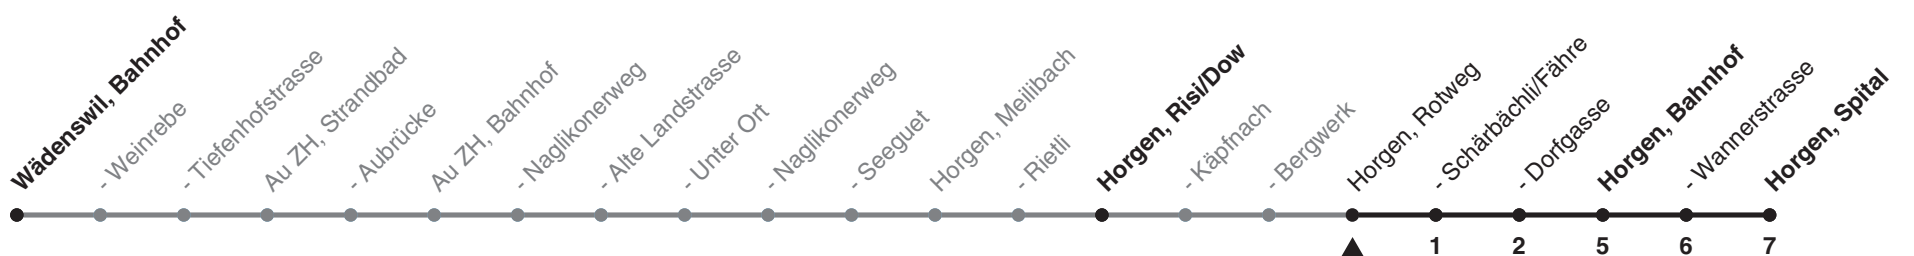 Wädenswil, Bahnhof
- Weinrebe
- Tiefenhofstrasse
Au ZH, Strandbad
- Aubrücke
Au ZH, Bahnhof
- Naglikonerweg
- Alte Landstrasse
- Unter Ort
- Naglikonerweg
- Seeguet
Horgen, Meilibach
- Rietli
Horgen, Risi/Dow
- Käpfnach
- Bergwerk
Horgen, Rotweg
- Schärbächli/Fähre
- Dorfgasse
Horgen, Bahnhof
- Wannerstrasse
Horgen, Spital
1 2 5 6 7